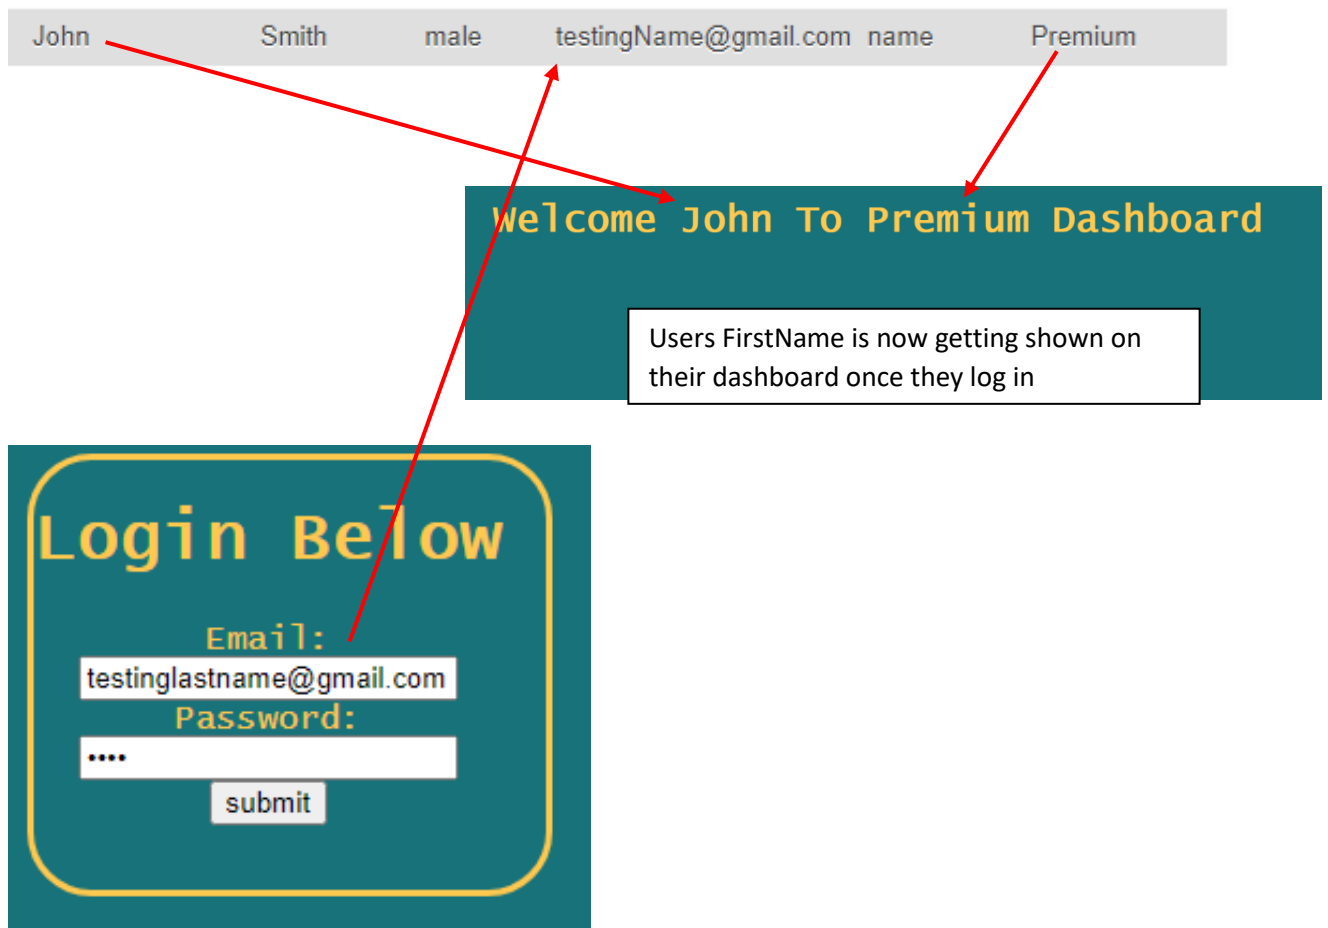 John Smith male testingName@gmail.com name Premium
Welcome John To Premium Dashboard
Users FirstName is now getting shown on
their dashboard once they log in
Login Below
Email:
testinglastname@gmail.com
Password:
••••
submit